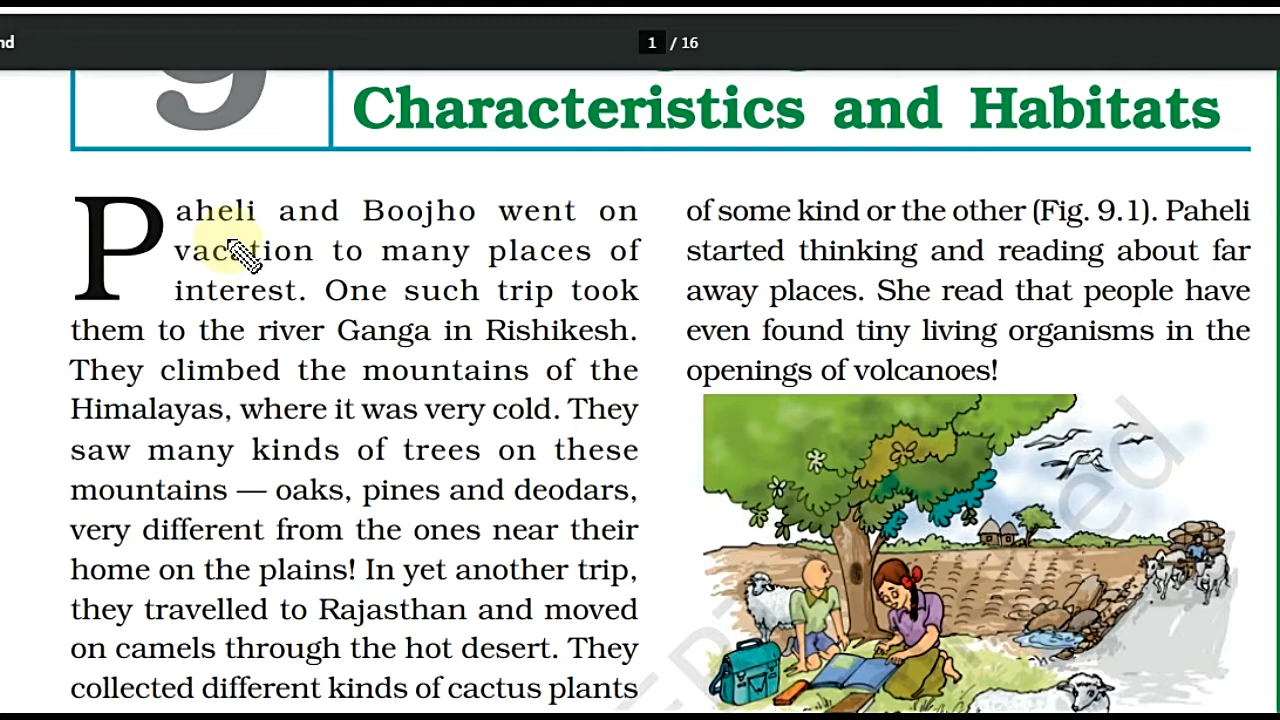 nd
1 / 16
9
Characteristics and Habitats
Paheli and Boojho went on
vacation to many places of
interest. One such trip took
them to the river Ganga in Rishikesh.
They climbed the mountains of the
Himalayas, where it was very cold. They
saw many kinds of trees on these
mountains — oaks, pines and deodars,
very different from the ones near their
home on the plains! In yet another trip,
they travelled to Rajasthan and moved
on camels through the hot desert. They
collected different kinds of cactus plants
of some kind or the other (Fig. 9.1). Paheli
started thinking and reading about far
away places. She read that people have
even found tiny living organisms in the
openings of volcanoes!